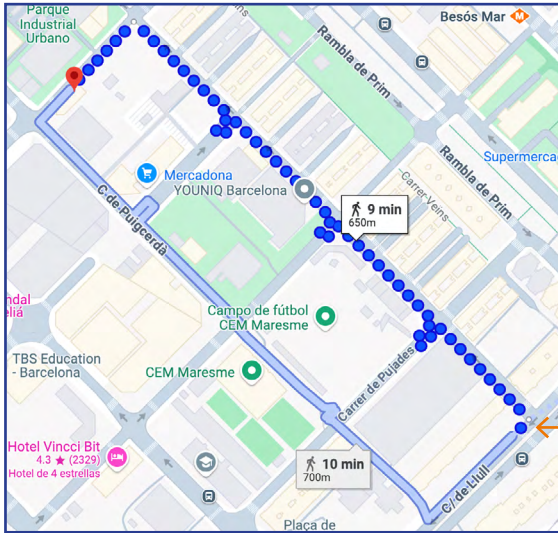 Parque
Industrial
Urbano
Besós Mar
M
Rambla de Prim
Supermerca
Rambla de Prim
Carrer Veïns
Mercadona
YOUNIQ Barcelona
C. de Puigcerdà
9 min
650m
ndal
eliá
Campo de fútbol
CEM Maresme
TBS Education
- Barcelona
CEM Maresme
Carrer de Pujades
Hotel Vincci Bit
4.3 ★ (2329)
Hotel de 4 estrellas
10 min
700m
C/ de Llull
Plaça de